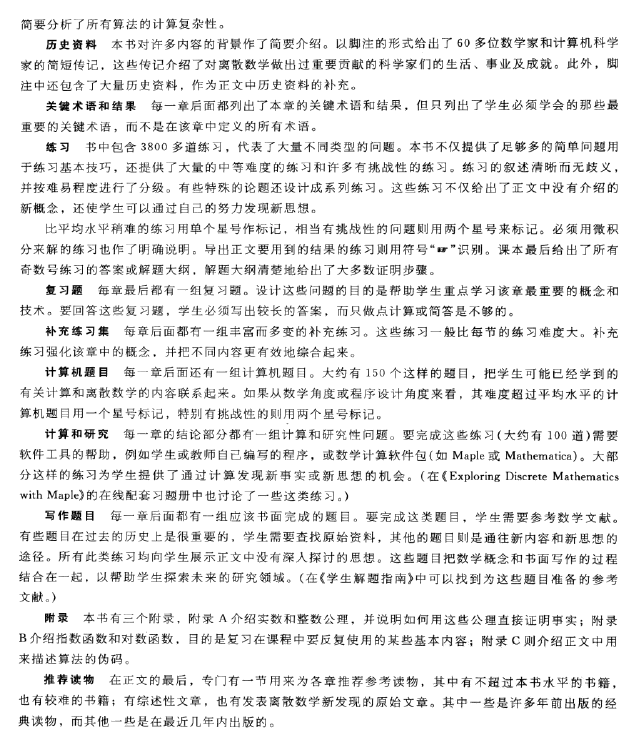 简要分析了所有算法的计算复杂性。
历史资料 本书对许多内容的背景作了简要介绍。以脚注的形式给出了 60 多位数学家和计算机科学
家的简短传记，这些传记介绍了对离散数学做出过重要贡献的科学家们的生活、事业及成就。此外，脚
注中还包含了大量历史资料，作为正文中历史资料的补充。
关键术语和结果 每一章后面都列出了本章的关键术语和结果，但只列出了学生必须学会的那些最
重要的关键术语，而不是在该章中定义的所有术语。
练习 书中包含 3800 多道练习，代表了大量不同类型的问题。本书不仅提供了足够多的简单问题用
于练习基本技巧，还提供了大量的中等难度的练习和许多有挑战性的练习。练习的叙述清晰而无歧义，
并按难易程度进行了分级。有些特殊的论题还设计成系列练习。这些练习不仅给出了正文中没有介绍的
新概念，还使学生可以通过自己的努力发现新思想。
比平均水平稍难的练习用单个星号作标记，相当有挑战性的问题则用两个星号来标记。必须用微积
分来解的练习也作了明确说明。导出正文要用到的结果的练习则用符号“☞”识别。课本最后给出了所有
奇数号练习的答案或解题大纲，解题大纲清楚地给出了大多数证明步骤。
复习题 每章最后都有一组复习题。设计这些问题的目的是帮助学生重点学习该章最重要的概念和
技术。要回答这些复习题，学生必须写出较长的答案，而只做点计算或简答是不够的。
补充练习集 每章后面都有一组丰富而多变的补充练习。这些练习一般比每节的练习难度大。补充
练习强化该章中的概念，并把不同内容更有效地综合起来。
计算机题目 每一章后面还有一组计算机题目。大约有 150 个这样的题目，把学生可能已经学到的
有关计算和离散数学的内容联系起来。如果从数学角度或程序设计角度来看，其难度超过平均水平的计
算机题目用一个星号标记，特别有挑战性的则用两个星号标记。
计算和研究 每一章的结论部分都有一组计算和研究性问题。要完成这些练习(大约有 100 道)需要
软件工具的帮助，例如学生或教师自己编写的程序，或数学计算软件包(如 Maple 或 Mathematica)。大部
分这样的练习为学生提供了通过计算发现新事实或新思想的机会。(在《Exploring Discrete Mathematics
with Maple》的在线配套习题册中也讨论了一些这类练习。)
写作题目 每一章后面都有一组应该书面完成的题目。要完成这类题目，学生需要参考数学文献。
有些题目在过去的历史上是很重要的，学生需要查找原始资料，其他的题目则是通往新内容和新思想的
途径。所有此类练习均向学生展示正文中没有深入探讨的思想。这些题目把数学概念和书面写作的过程
结合在一起，以帮助学生探索未来的研究领域。(在《学生解题指南》中可以找到为这些题目准备的参考
文献。)
附录 本书有三个附录，附录 A 介绍实数和整数公理，并说明如何用这些公理直接证明事实；附录
B 介绍指数函数和对数函数，目的是复习在课程中要反复使用的某些基本内容；附录 C 则介绍正文中用
来描述算法的伪码。
推荐读物 在正文的最后，专门有一节用来为各章推荐参考读物，其中有不超过本书水平的书籍，
也有较难的书籍；有综述性文章，也有发表离散数学新发现的原始文章。其中一些是许多年前出版的经
典读物，而其他一些是在最近几年内出版的。